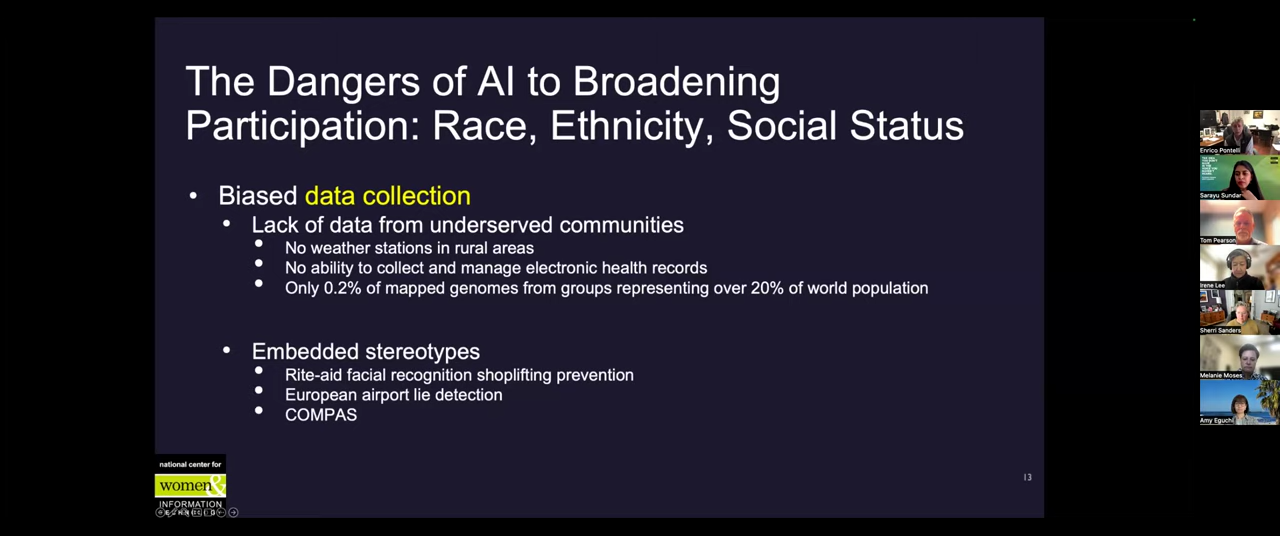 The Dangers of AI to Broadening
Participation: Race, Ethnicity, Social Status
• Biased data collection
• Lack of data from underserved communities
• No weather stations in rural areas
• No ability to collect and manage electronic health records
• Only 0.2% of mapped genomes from groups representing over 20% of world population
• Embedded stereotypes
• Rite-aid facial recognition shoplifting prevention
• European airport lie detection
• COMPAS
national center for
women&
INFORMATION
13
Enrico Pontelli
Sarayu Sundar
Tom Pearson
Irene Lee
Sherri Sanders
Melanie Moses
Amy Eguchi